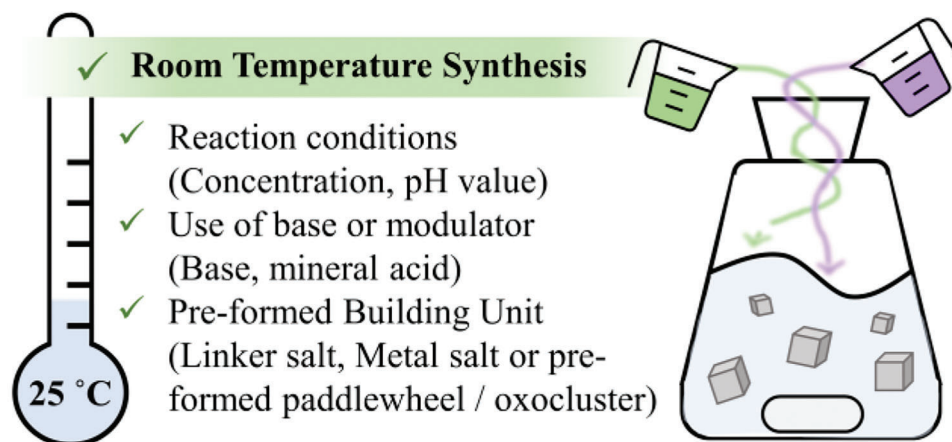 ✓ Room Temperature Synthesis
✓ Reaction conditions
(Concentration, pH value)
✓ Use of base or modulator
(Base, mineral acid)
✓ Pre-formed Building Unit
(Linker salt, Metal salt or pre-
formed paddlewheel / oxocluster)
25 °C